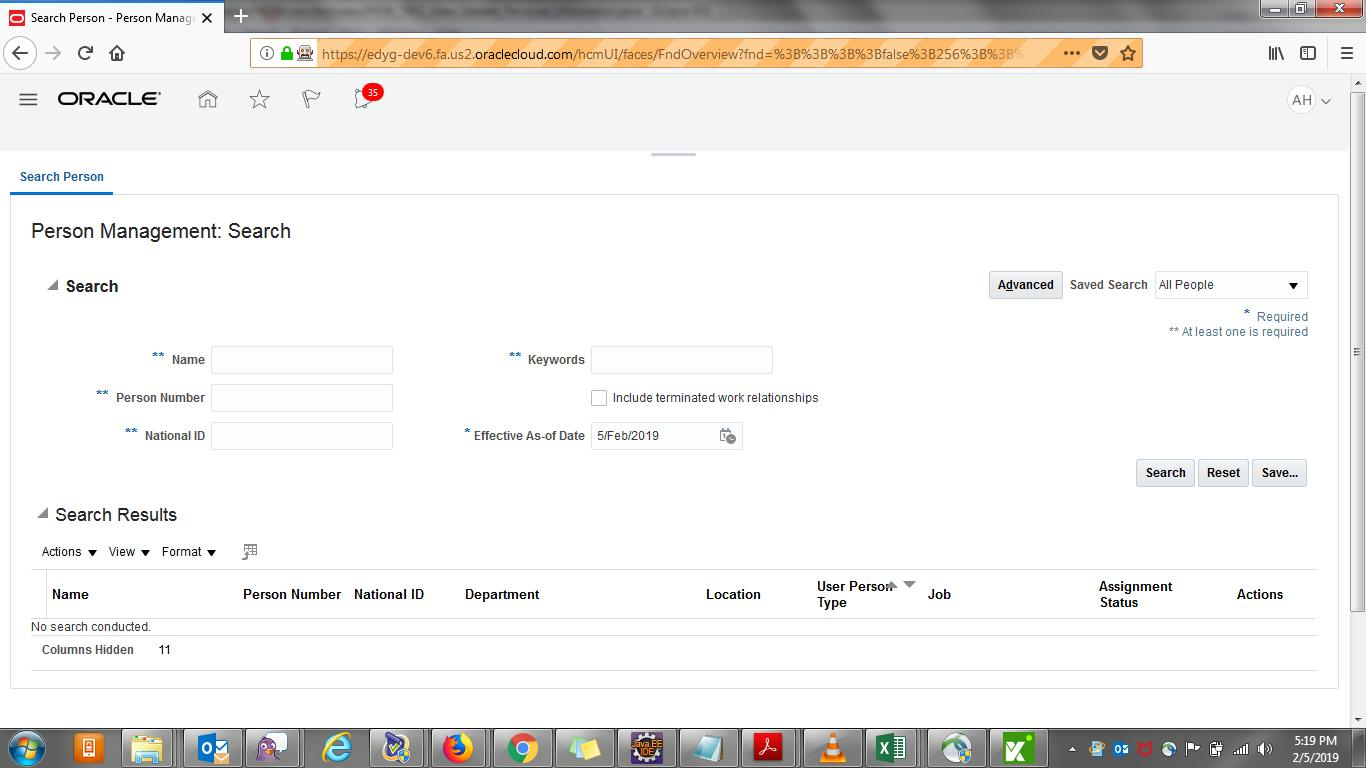 Search Person - Person Manage
https://edyg-dev6.fa.us2.oraclecloud.com/hcmUI/faces/FndOverview?fnd=%3B%3B%3B%3Bfalse%3B256%3B%3B%
ORACLE
35
AH
Search Person
Person Management: Search
Search
Advanced Saved Search All People
* Required
** At least one is required
** Name ** Keywords
** Person Number Include terminated work relationships
** National ID * Effective As-of Date 5/Feb/2019
Search Reset Save...
Search Results
Actions View Format
Name Person Number National ID Department Location User Person Type Job Assignment Status Actions
No search conducted.
Columns Hidden 11
Java EE
IDE
5:19 PM
2/5/2019